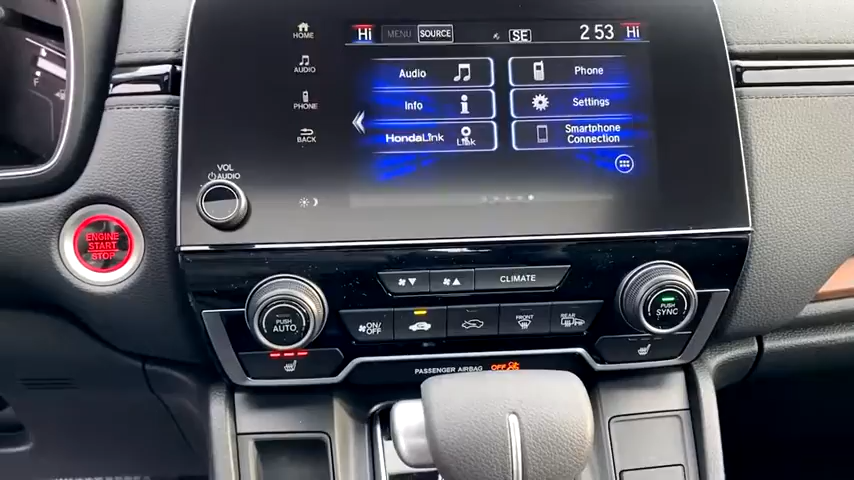 HOME
AUDIO
PHONE
BACK
VOL
AUDIO
Hi MENU SOURCE SE 2 53 Hi
Audio
Phone
Info
Settings
HondaLink
Link
Smartphone
Connection
ENGINE
START
STOP
PUSH
AUTO
CLIMATE
ON/
OFF
FRONT
REAR
PUSH
SYNC
PASSENGER AIRBAG OFF